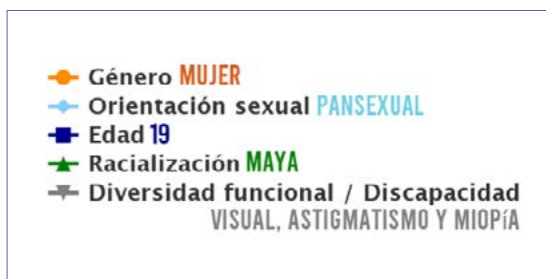 Género MUJER
Orientación sexual PANSEXUAL
Edad 19
Racialización MAYA
Diversidad funcional / Discapacidad
VISUAL, ASTIGMATISMO Y MIOPíA